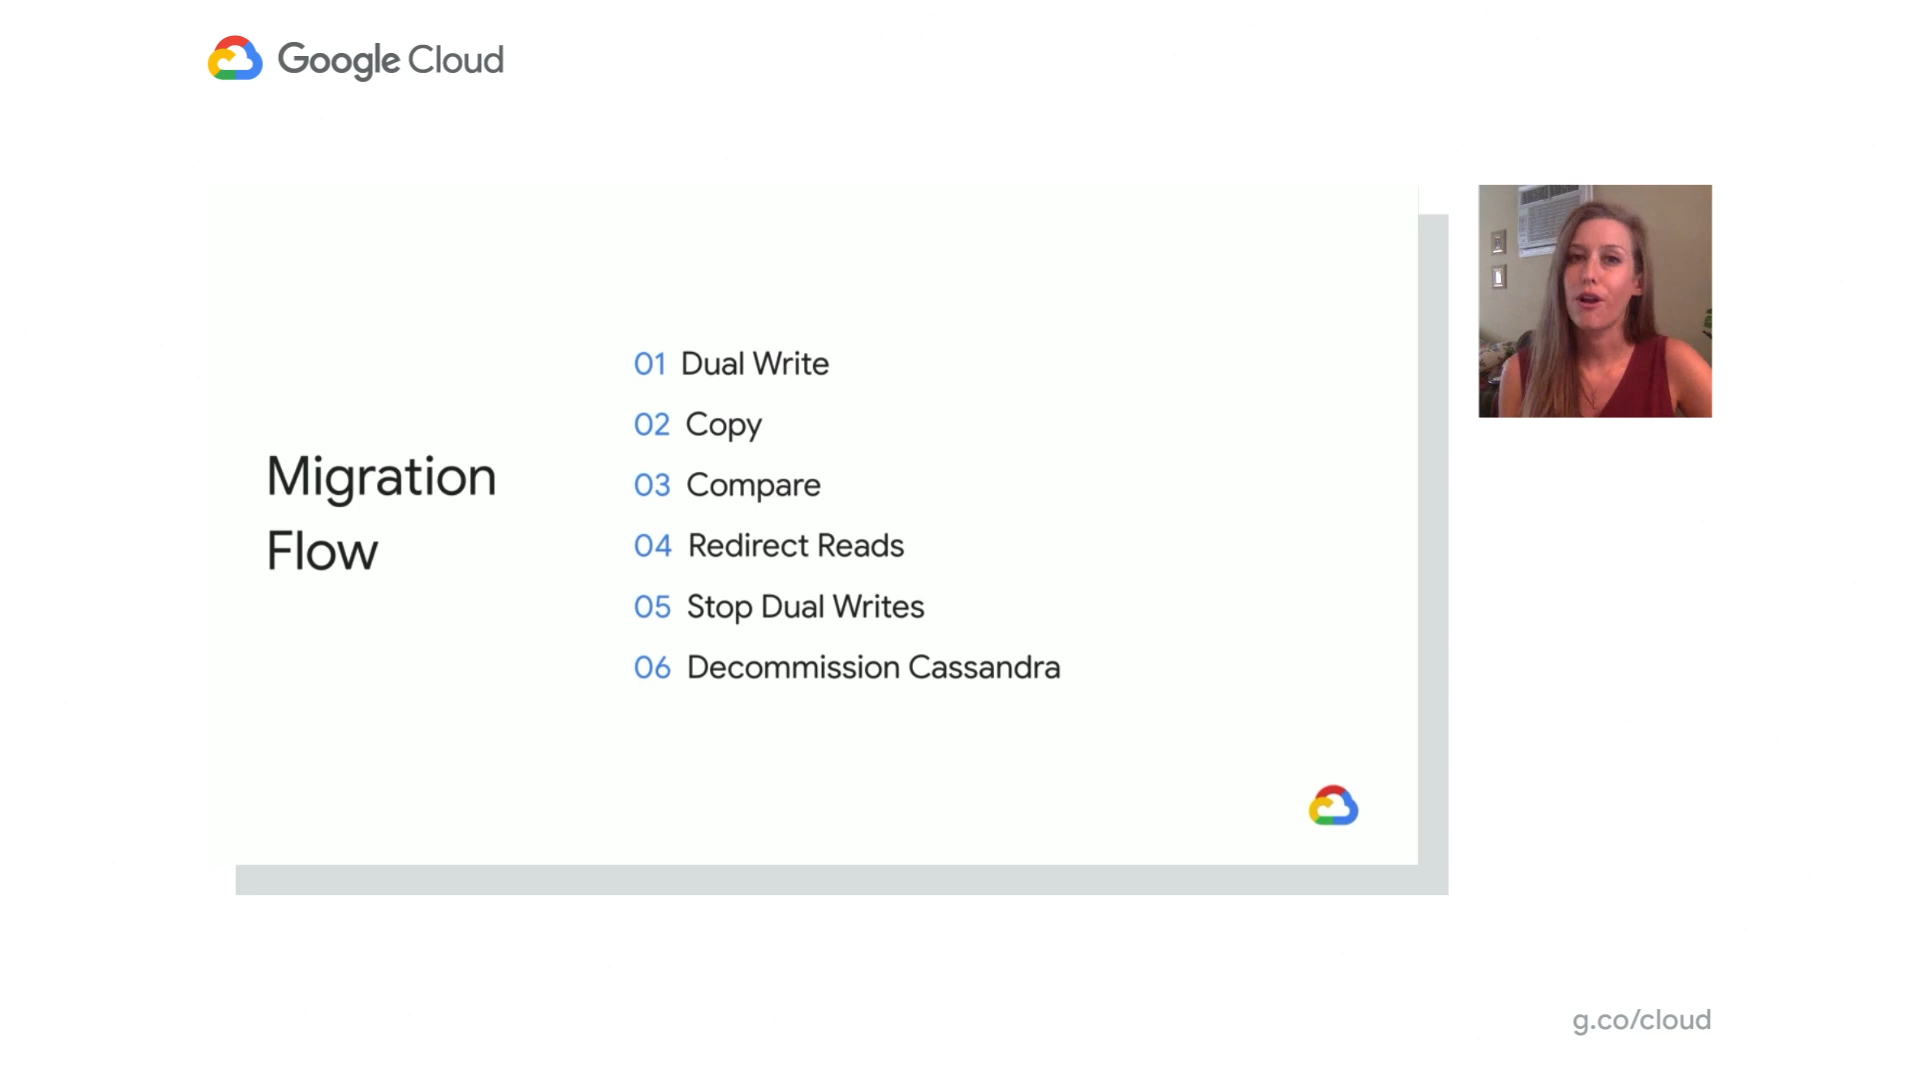 Google Cloud
Migration
Flow
01 Dual Write
02 Copy
03 Compare
04 Redirect Reads
05 Stop Dual Writes
06 Decommission Cassandra
g.co/cloud